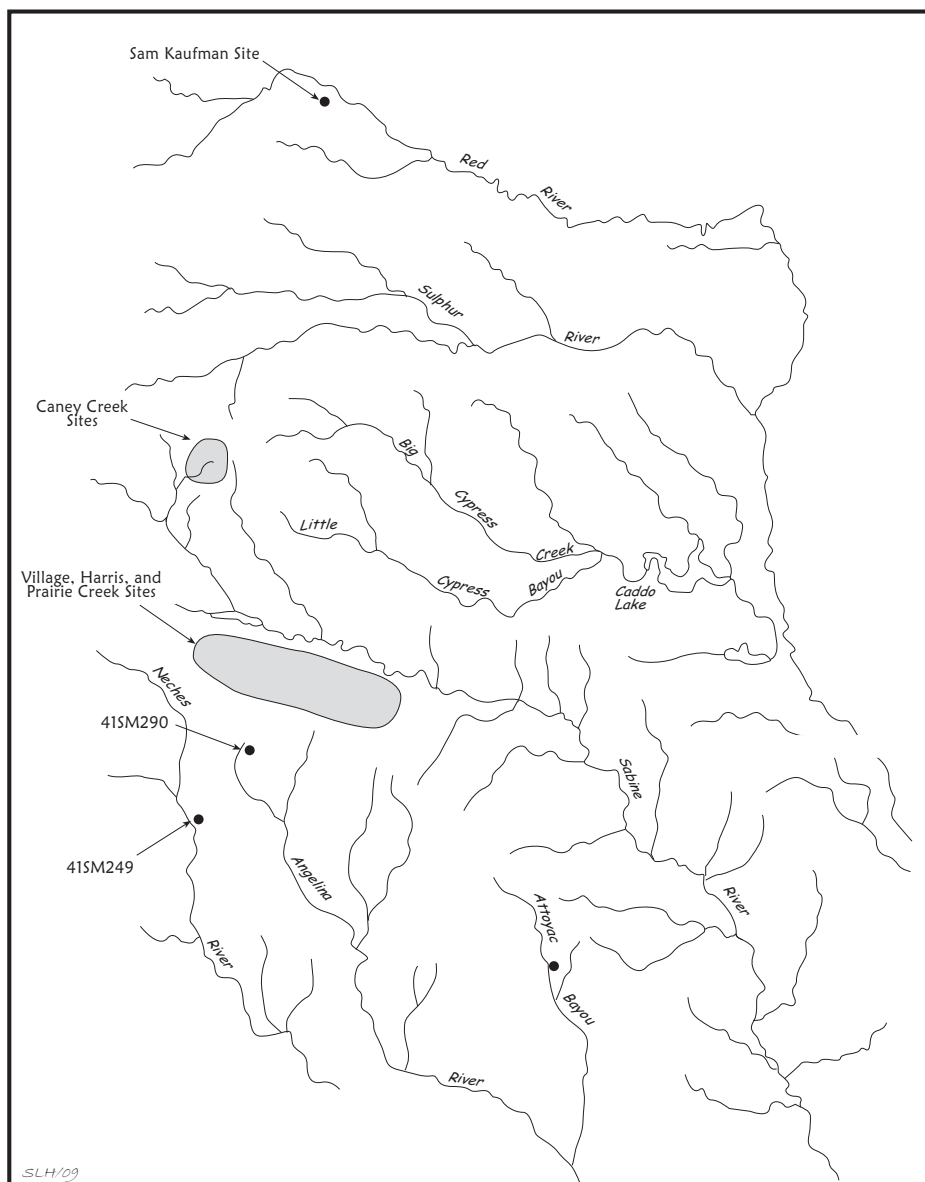 Sam Kaufman Site
Red
River
Sulphur
River
Caney Creek
Sites
Big
Cypress
Creek
Little
Cypress
Bayou
Caddo
Lake
Village, Harris, and
Prairie Creek Sites
Neches
41SM290
Sabine
41SM249
Angelina
Attoyac
River
River
Bayou
River
SLH/09